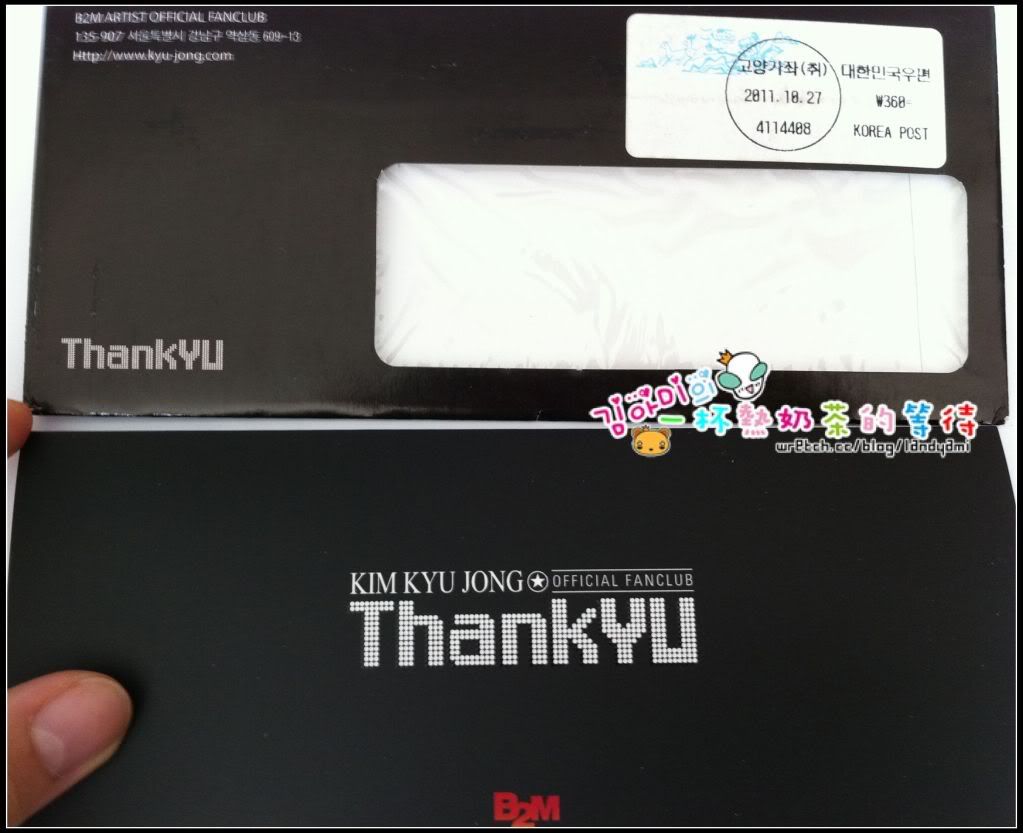 B2M ARTIST OFFICIAL FANCLUB
135-907 서울특별시 강남구 역삼동 609-13
Http://www.kyu-jong.com
고양가좌(취) 대한민국우편
2011.10.27 ₩360-
4114408 KOREA POST
ThankYU
김아미의
一杯熱奶茶的等待
wretch.cc/blog/1andyami
KIM KYU JONG★OFFICIAL FANCLUB
ThankYU
B2M